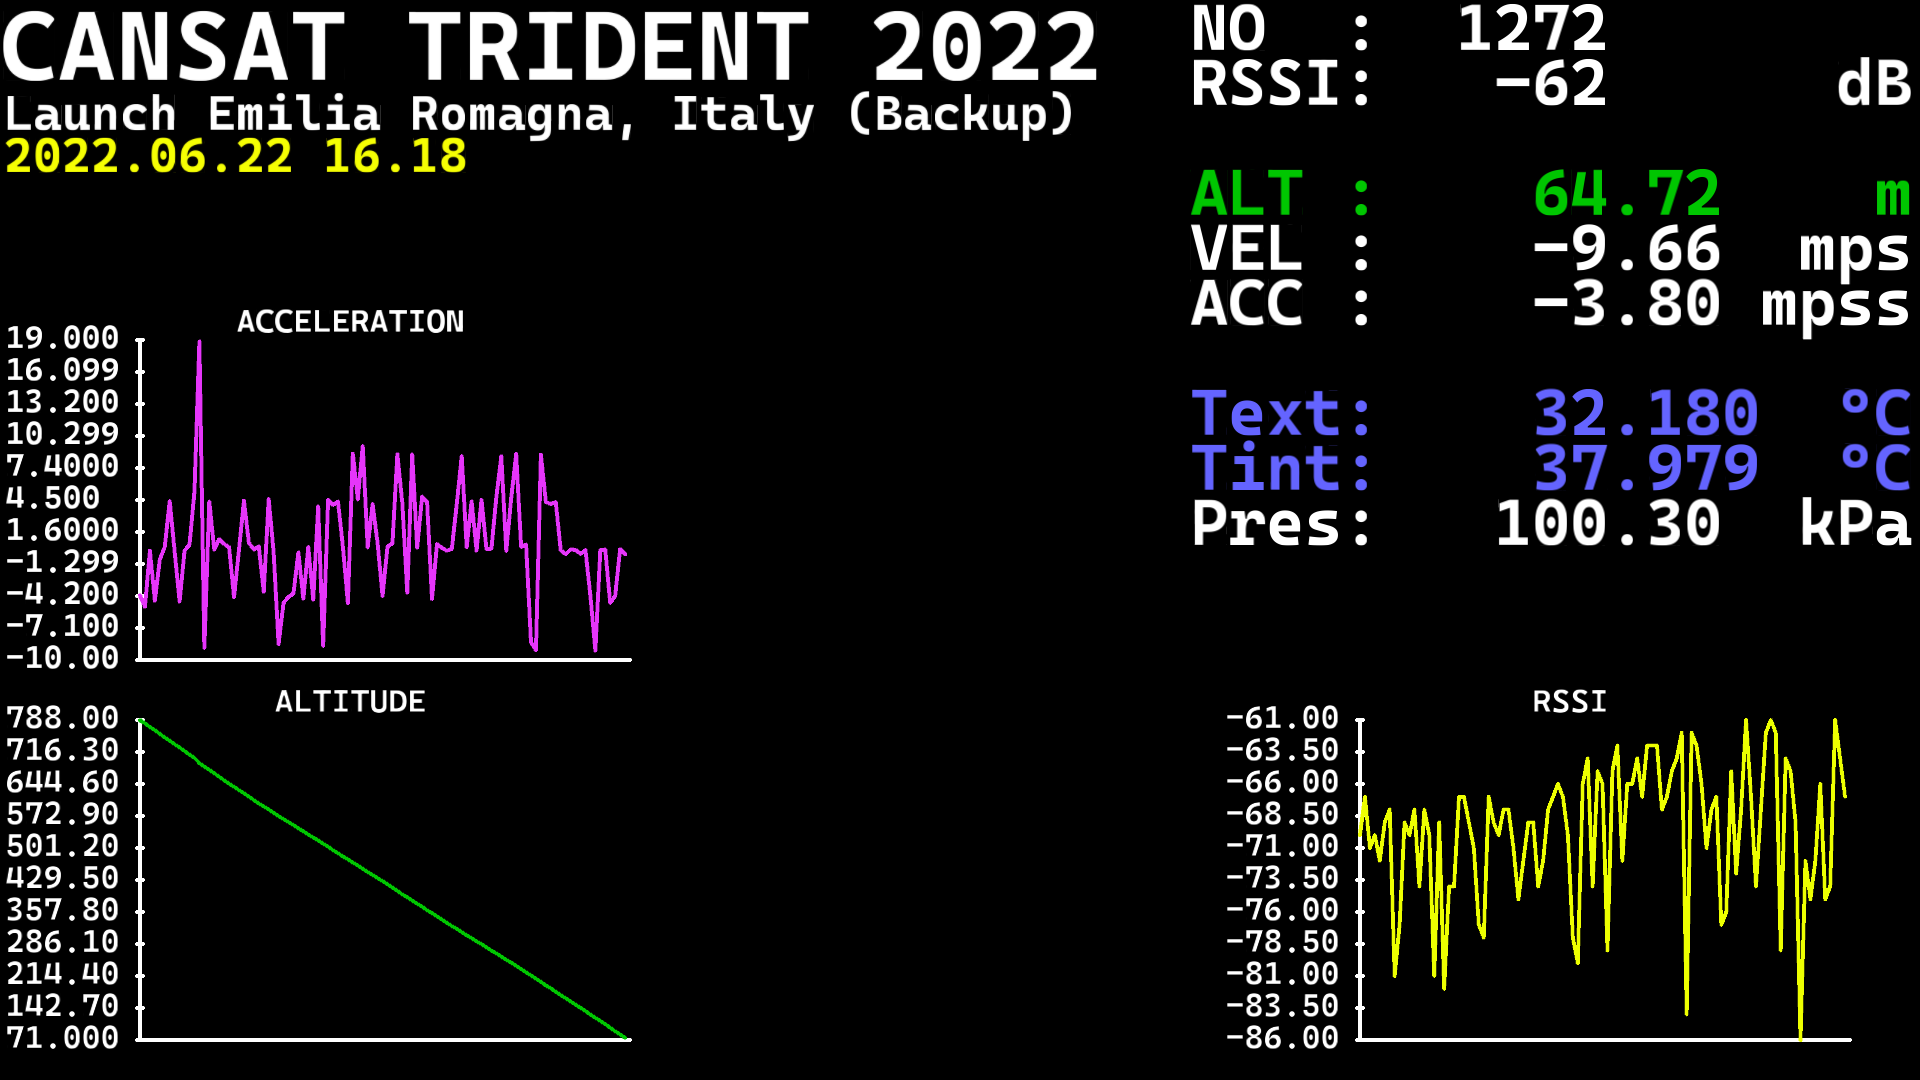 CANSAT TRIDENT 2022
Launch Emilia Romagna, Italy (Backup)
2022.06.22 16.18
NO : 1272
RSSI: -62 dB
ALT : 64.72 m
VEL : -9.66 mps
ACC : -3.80 mpss
Text: 32.180 °C
Tint: 37.979 °C
Pres: 100.30 kPa
ACCELERATION
19.000
16.099
13.200
10.299
7.4000
4.500
1.6000
-1.299
-4.200
-7.100
-10.00
ALTITUDE
788.00
716.30
644.60
572.90
501.20
429.50
357.80
286.10
214.40
142.70
71.000
RSSI
-61.00
-63.50
-66.00
-68.50
-71.00
-73.50
-76.00
-78.50
-81.00
-83.50
-86.00